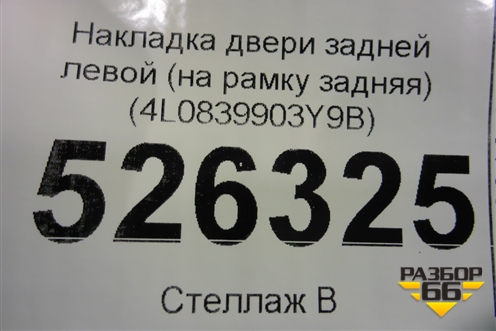 Накладка двери задней
левой (на рамку задняя)
(4L0839903Y9B)
526325
Стеллаж В
РАЗБОР
66